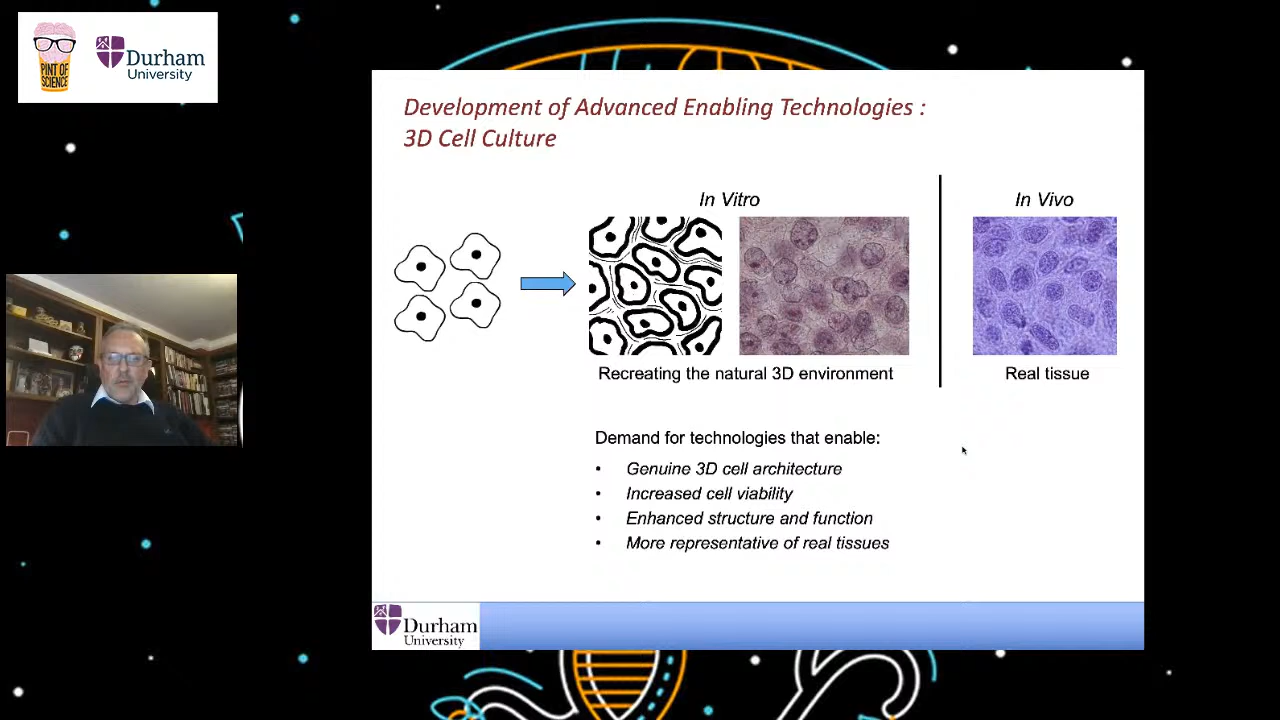 PINT OF
SCIENCE
Durham
University
Development of Advanced Enabling Technologies :
3D Cell Culture
In Vitro
In Vivo
Recreating the natural 3D environment
Real tissue
Demand for technologies that enable:
• Genuine 3D cell architecture
• Increased cell viability
• Enhanced structure and function
• More representative of real tissues
Durham
University